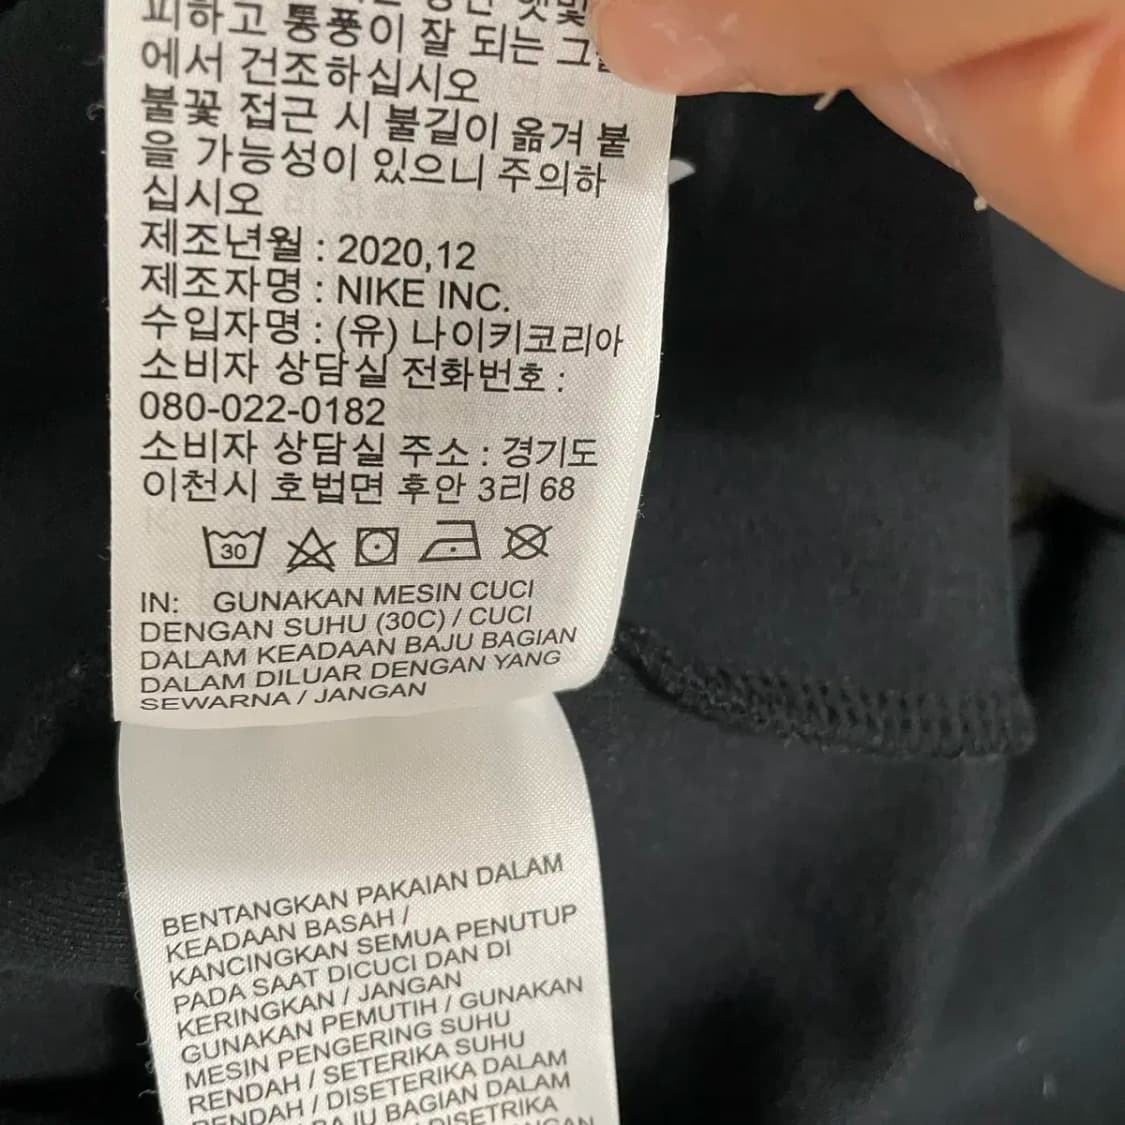 피하고 통풍이 잘 되는
에서 건조하십시오
불꽃 접근 시 불길이 옮겨 붙
을 가능성이 있으니 주의하
십시오
제조년월 : 2020,12
제조자명 : NIKE INC.
수입자명 : (유) 나이키코리아
소비자 상담실 전화번호 :
080-022-0182
소비자 상담실 주소 : 경기도
이천시 호법면 후안 3리 68
30
IN: GUNAKAN MESIN CUCI
DENGAN SUHU (30C) / CUCI
DALAM KEADAAN BAJU BAGIAN
DALAM DILUAR DENGAN YANG
SEWARNA / JANGAN
BENTANGKAN PAKAIAN DALAM
KEADAAN BASAH /
KANCINGKAN SEMUA PENUTUP
PADA SAAT DICUCI DAN DI
KERINGKAN / JANGAN
GUNAKAN PEMUTIH / GUNAKAN
MESIN PENGERING SUHU
RENDAH / SETERIKA SUHU
RENDAH / DISETERIKA DALAM
BAJU BAGIAN DALAM
DISETRIKA